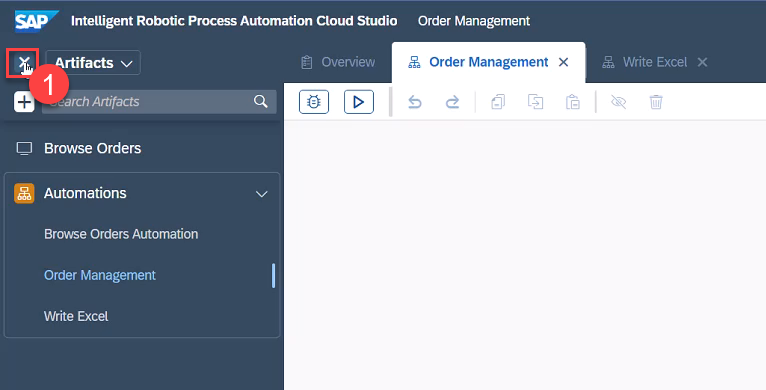 SAP Intelligent Robotic Process Automation Cloud Studio Order Management
Artifacts Overview Order Management Write Excel
1
Search Artifacts
Browse Orders
Automations
Browse Orders Automation
Order Management
Write Excel